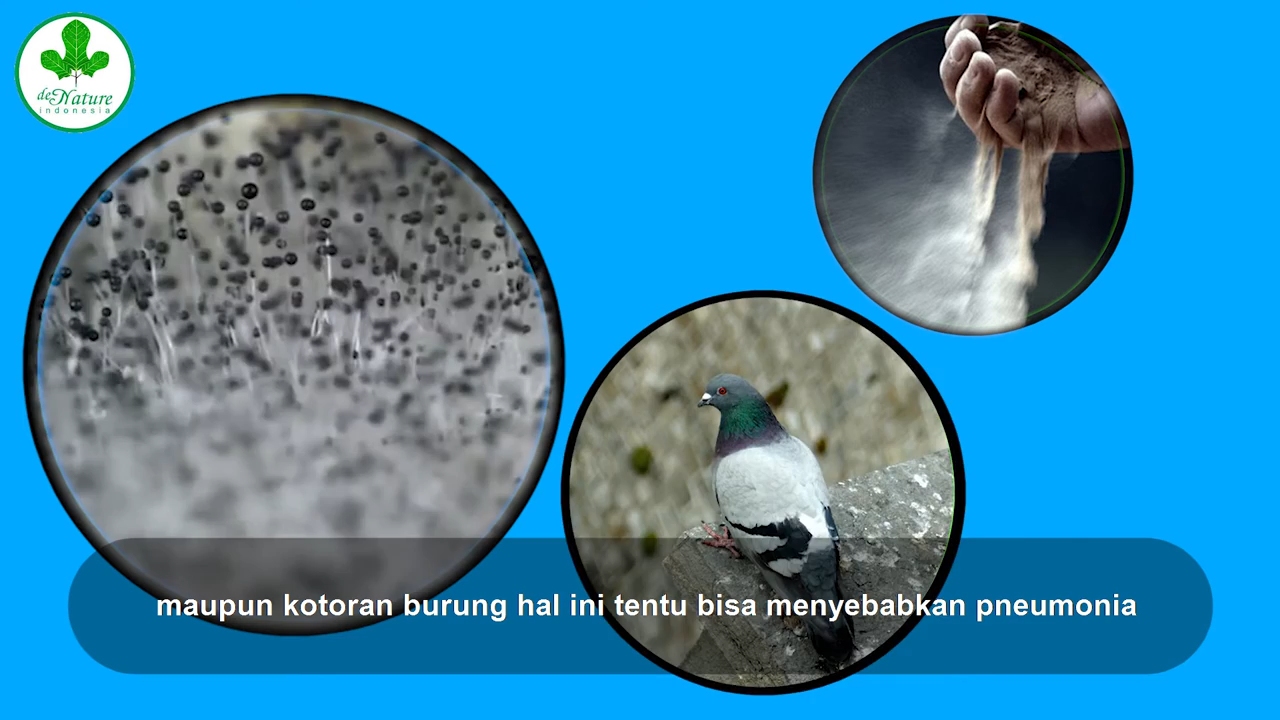 deNature
indonesia
maupun kotoran burung hal ini tentu bisa menyebabkan pneumonia